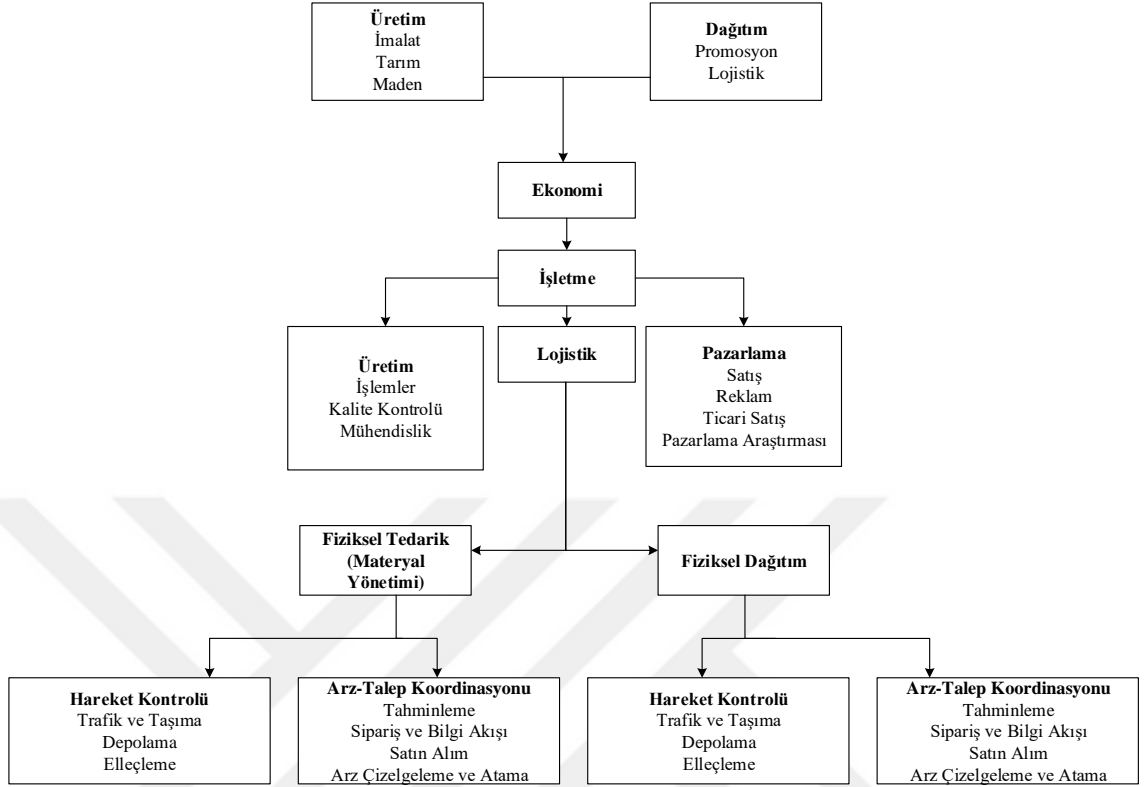 Üretim
İmalat
Tarım
Maden
Dağıtım
Promosyon
Lojistik
Ekonomi
İşletme
Üretim
İşlemler
Kalite Kontrolü
Mühendislik
Lojistik
Pazarlama
Satış
Reklam
Ticari Satış
Pazarlama Araştırması
Fiziksel Tedarik
(Materyal
Yönetimi)
Fiziksel Dağıtım
Hareket Kontrolü
Trafik ve Taşıma
Depolama
Elleçleme
Arz-Talep Koordinasyonu
Tahminleme
Sipariş ve Bilgi Akışı
Satın Alım
Arz Çizelgeleme ve Atama
Hareket Kontrolü
Trafik ve Taşıma
Depolama
Elleçleme
Arz-Talep Koordinasyonu
Tahminleme
Sipariş ve Bilgi Akışı
Satın Alım
Arz Çizelgeleme ve Atama